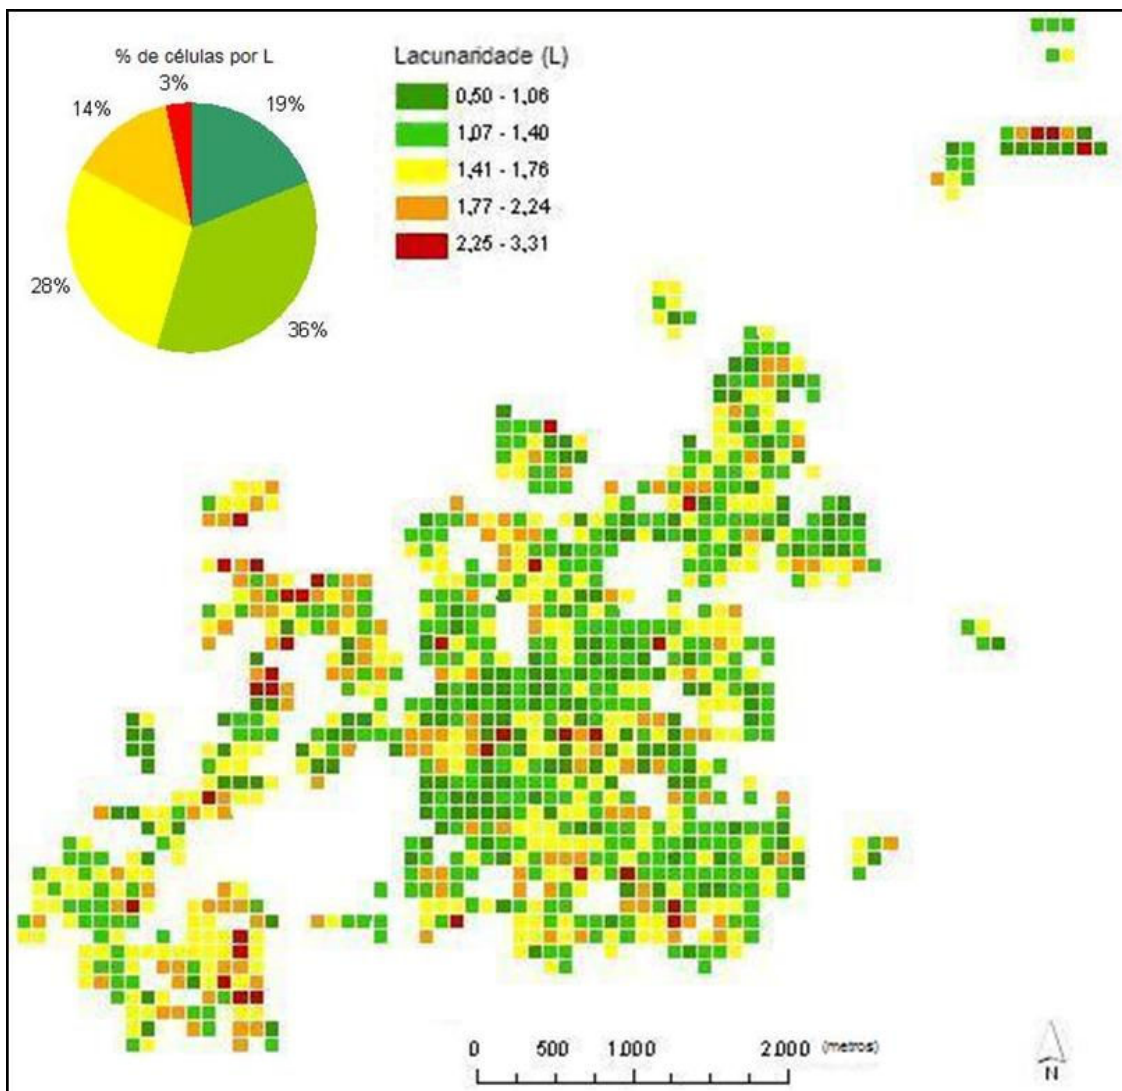 % de células por L
3%
14%
19%
28%
36%
Lacunaridade (L)
0,50 - 1,06
1,07 - 1,40
1,41 - 1,76
1,77 - 2,24
2,25 - 3,31
0 500 1.000 2.000 (metros)
N